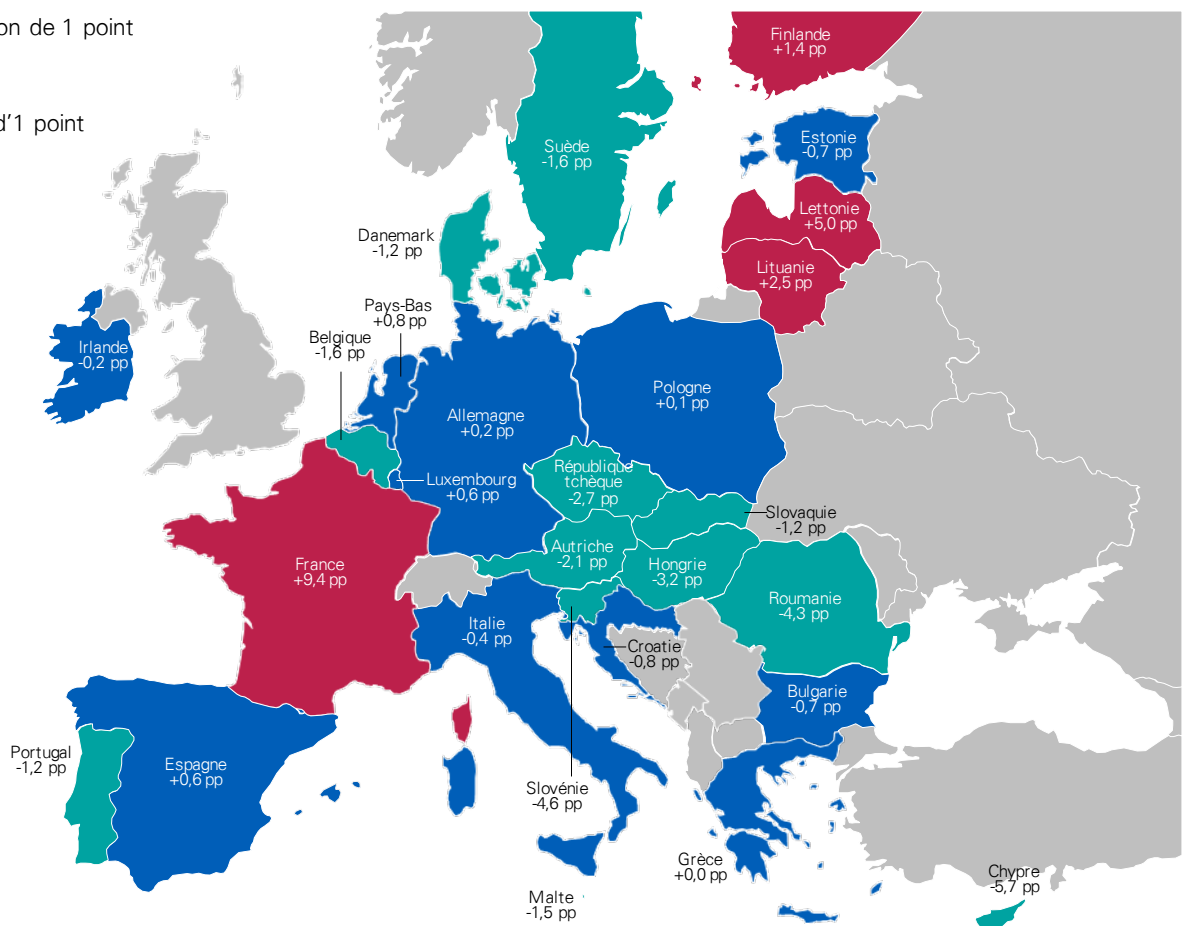 on de 1 point
Finlande
+1,4 pp
d'1 point
Estonie
-0,7 pp
Suède
-1,6 pp
Lettonie
+5,0 pp
Danemark
-1,2 pp
Lituanie
+2,5 pp
Pays-Bas
+0,8 pp
Belgique
-1,6 pp
Irlande
-0,2 pp
Pologne
+0,1 pp
Allemagne
+0,2 pp
République
tchèque
-2,7 pp
Luxembourg
+0,6 pp
Slovaquie
-1,2 pp
Autriche
-2,1 pp
Hongrie
-3,2 pp
France
+9,4 pp
Roumanie
-4,3 pp
Italie
-0,4 pp
Croatie
-0,8 pp
Bulgarie
-0,7 pp
Portugal
-1,2 pp
Espagne
+0,6 pp
Slovénie
-4,6 pp
Grèce
+0,0 pp
Chypre
-5,7 pp
Malte
-1,5 pp